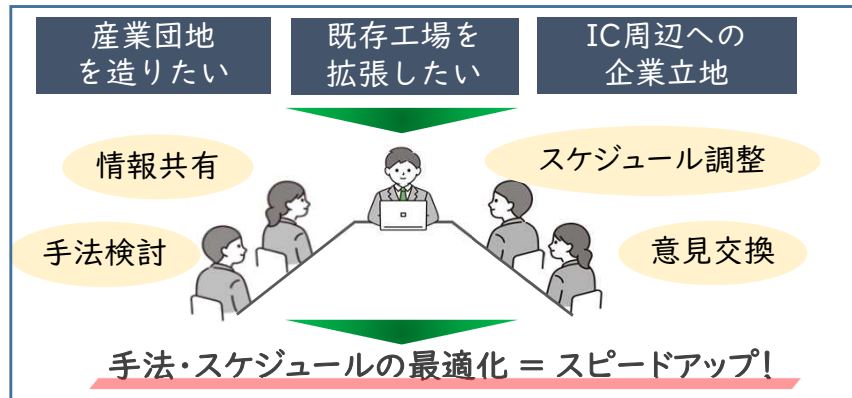 産業団地
を造りたい
既存工場を
拡張したい
IC周辺への
企業立地
情報共有
スケジュール調整
手法検討
意見交換
手法・スケジュールの最適化 = スピードアップ!